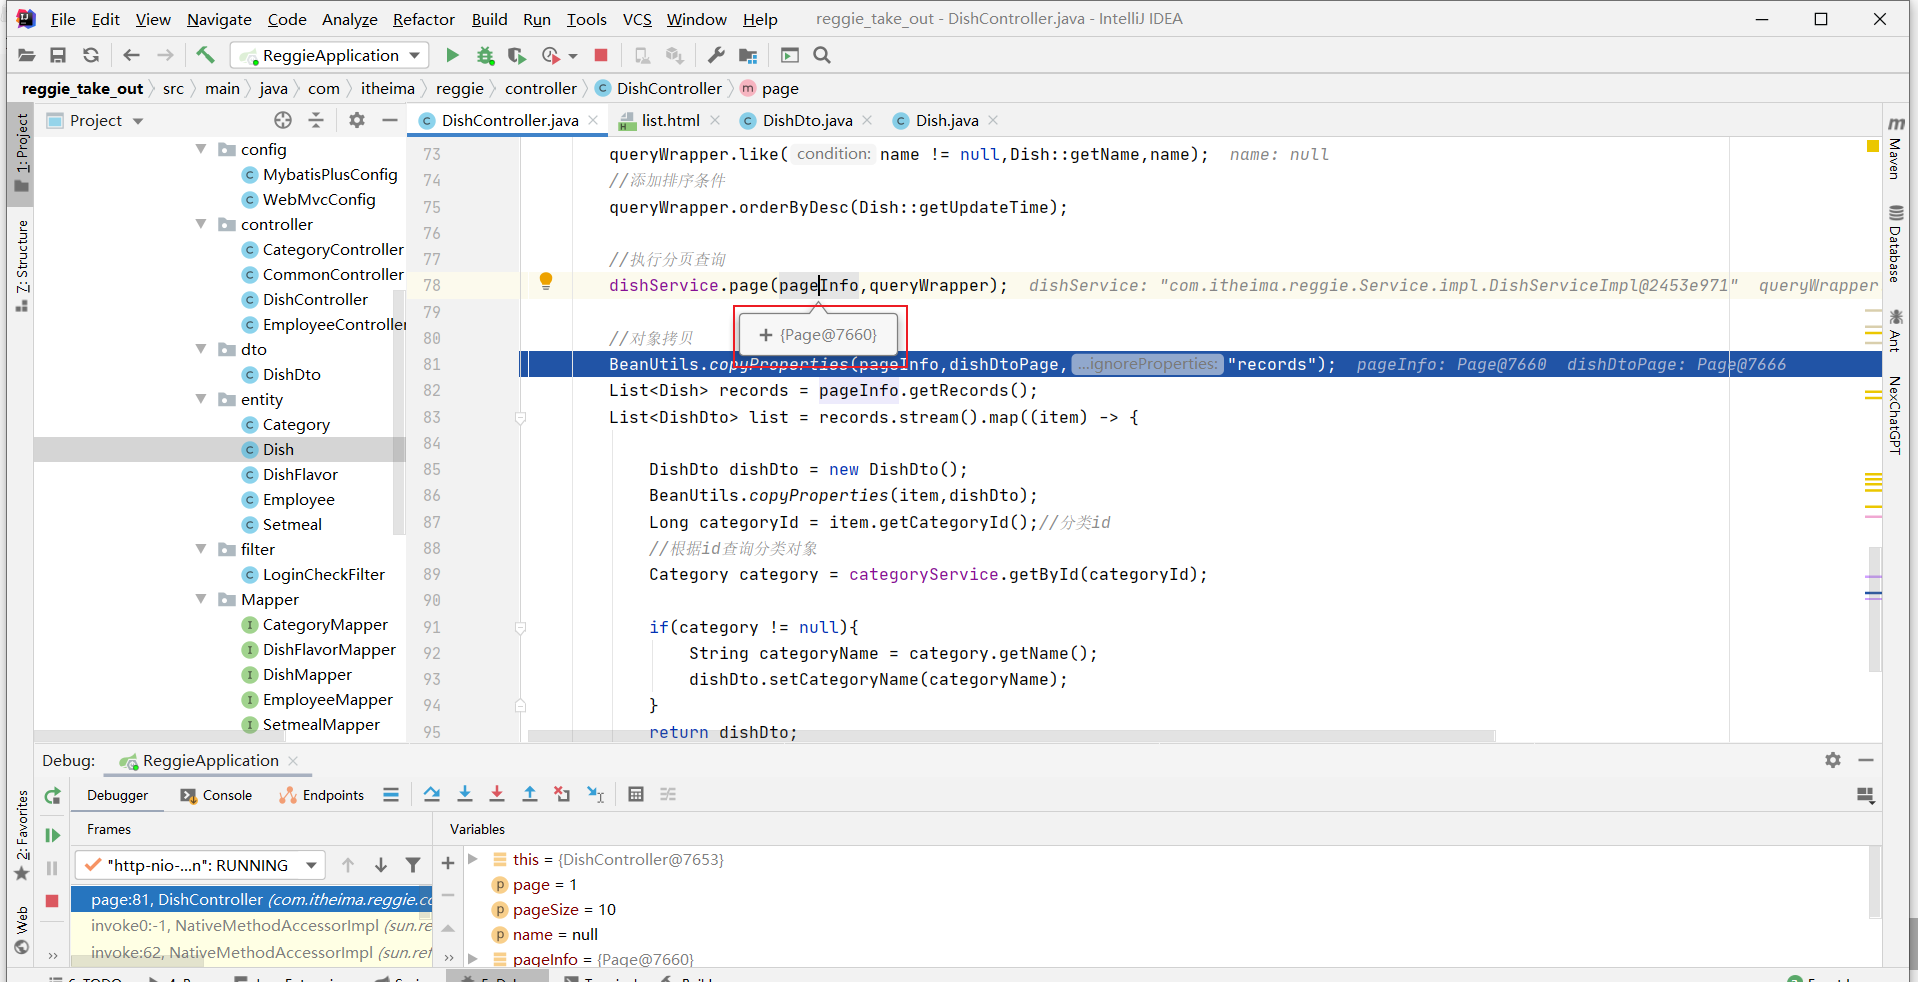 File Edit View Navigate Code Analyze Refactor Build Run Tools VCS Window Help reggie_take_out - DishController.java - IntelliJ IDEA
ReggieApplication
reggie_take_out src main java com itheima reggie controller DishController page
Project
DishController.java list.html DishDto.java Dish.java
1: Project
Z: Structure
2: Favorites
Web
config
MybatisPlusConfig
WebMvcConfig
controller
CategoryController
CommonController
DishController
EmployeeController
dto
DishDto
entity
Category
Dish
DishFlavor
Employee
Setmeal
filter
LoginCheckFilter
Mapper
CategoryMapper
DishFlavorMapper
DishMapper
EmployeeMapper
SetmealMapper
73 queryWrapper.like( condition: name != null,Dish::getName,name); name: null
74 //添加排序条件
75 queryWrapper.orderByDesc(Dish::getUpdateTime);
76
77 //执行分页查询
78 dishService.page(pageInfo,queryWrapper); dishService: "com.itheima.reggie.Service.impl.DishServiceImpl@2453e971" queryWrapper
79
+ {Page@7660}
80 //对象拷贝
81 BeanUtils.copyProperties(pageInfo,dishDtoPage, ...ignoreProperties: "records"); pageInfo: Page@7660 dishDtoPage: Page@7666
82 List<Dish> records = pageInfo.getRecords();
83 List<DishDto> list = records.stream().map((item) -> {
84
85 DishDto dishDto = new DishDto();
86 BeanUtils.copyProperties(item,dishDto);
87 Long categoryId = item.getCategoryId();//分类id
88 //根据id查询分类对象
89 Category category = categoryService.getById(categoryId);
90
91 if(category != null){
92 String categoryName = category.getName();
93 dishDto.setCategoryName(categoryName);
94 }
95 return dishDto;
Maven
Database
Ant
NexChatGPT
Debug: ReggieApplication
Debugger Console Endpoints
Frames
Variables
"http-nio-...n": RUNNING
page:81, DishController (com.itheima.reggie.co
invoke0:-1, NativeMethodAccessorImpl (sun.re
invoke:62, NativeMethodAccessorImpl (sun.ref
this = {DishController@7653}
page = 1
pageSize = 10
name = null
pageInfo = {Page@7660}